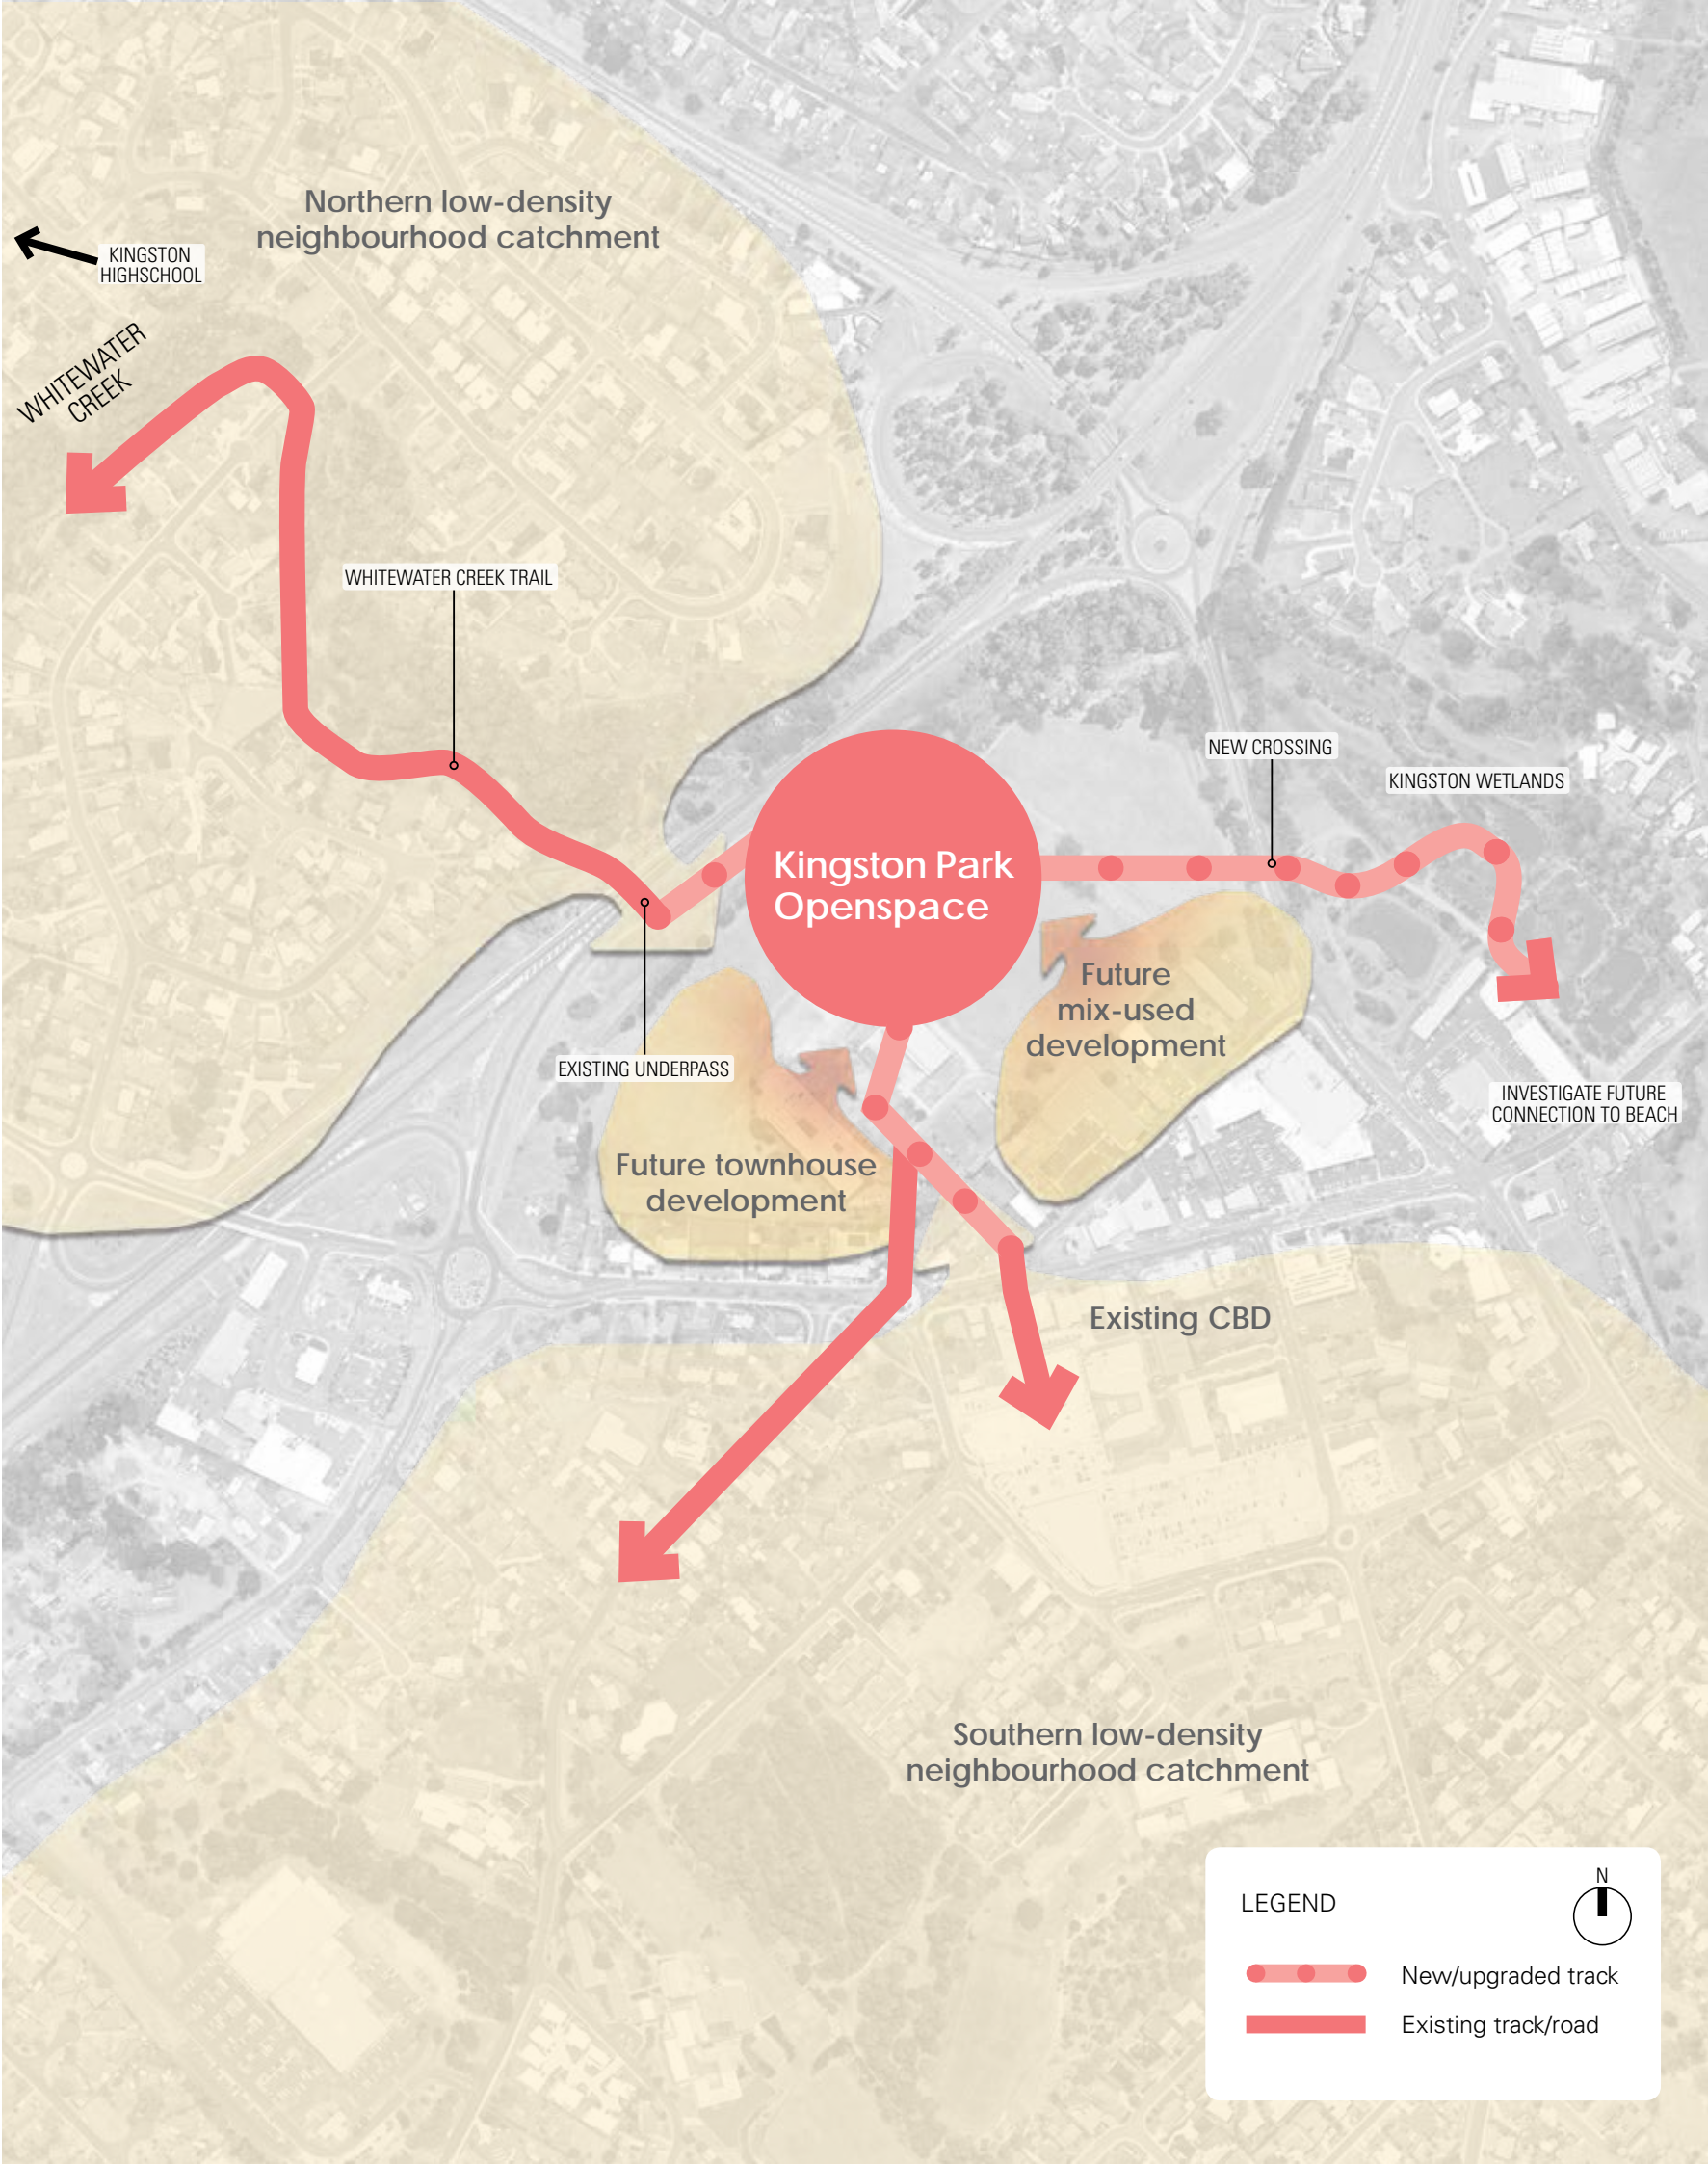 Northern low-density
neighbourhood catchment
KINGSTON
HIGHSCHOOL
WHITEWATER
CREEK
WHITEWATER CREEK TRAIL
NEW CROSSING
KINGSTON WETLANDS
Kingston Park
Openspace
Future
mix-used
development
EXISTING UNDERPASS
INVESTIGATE FUTURE
CONNECTION TO BEACH
Future townhouse
development
Existing CBD
Southern low-density
neighbourhood catchment
LEGEND
N
New/upgraded track
Existing track/road